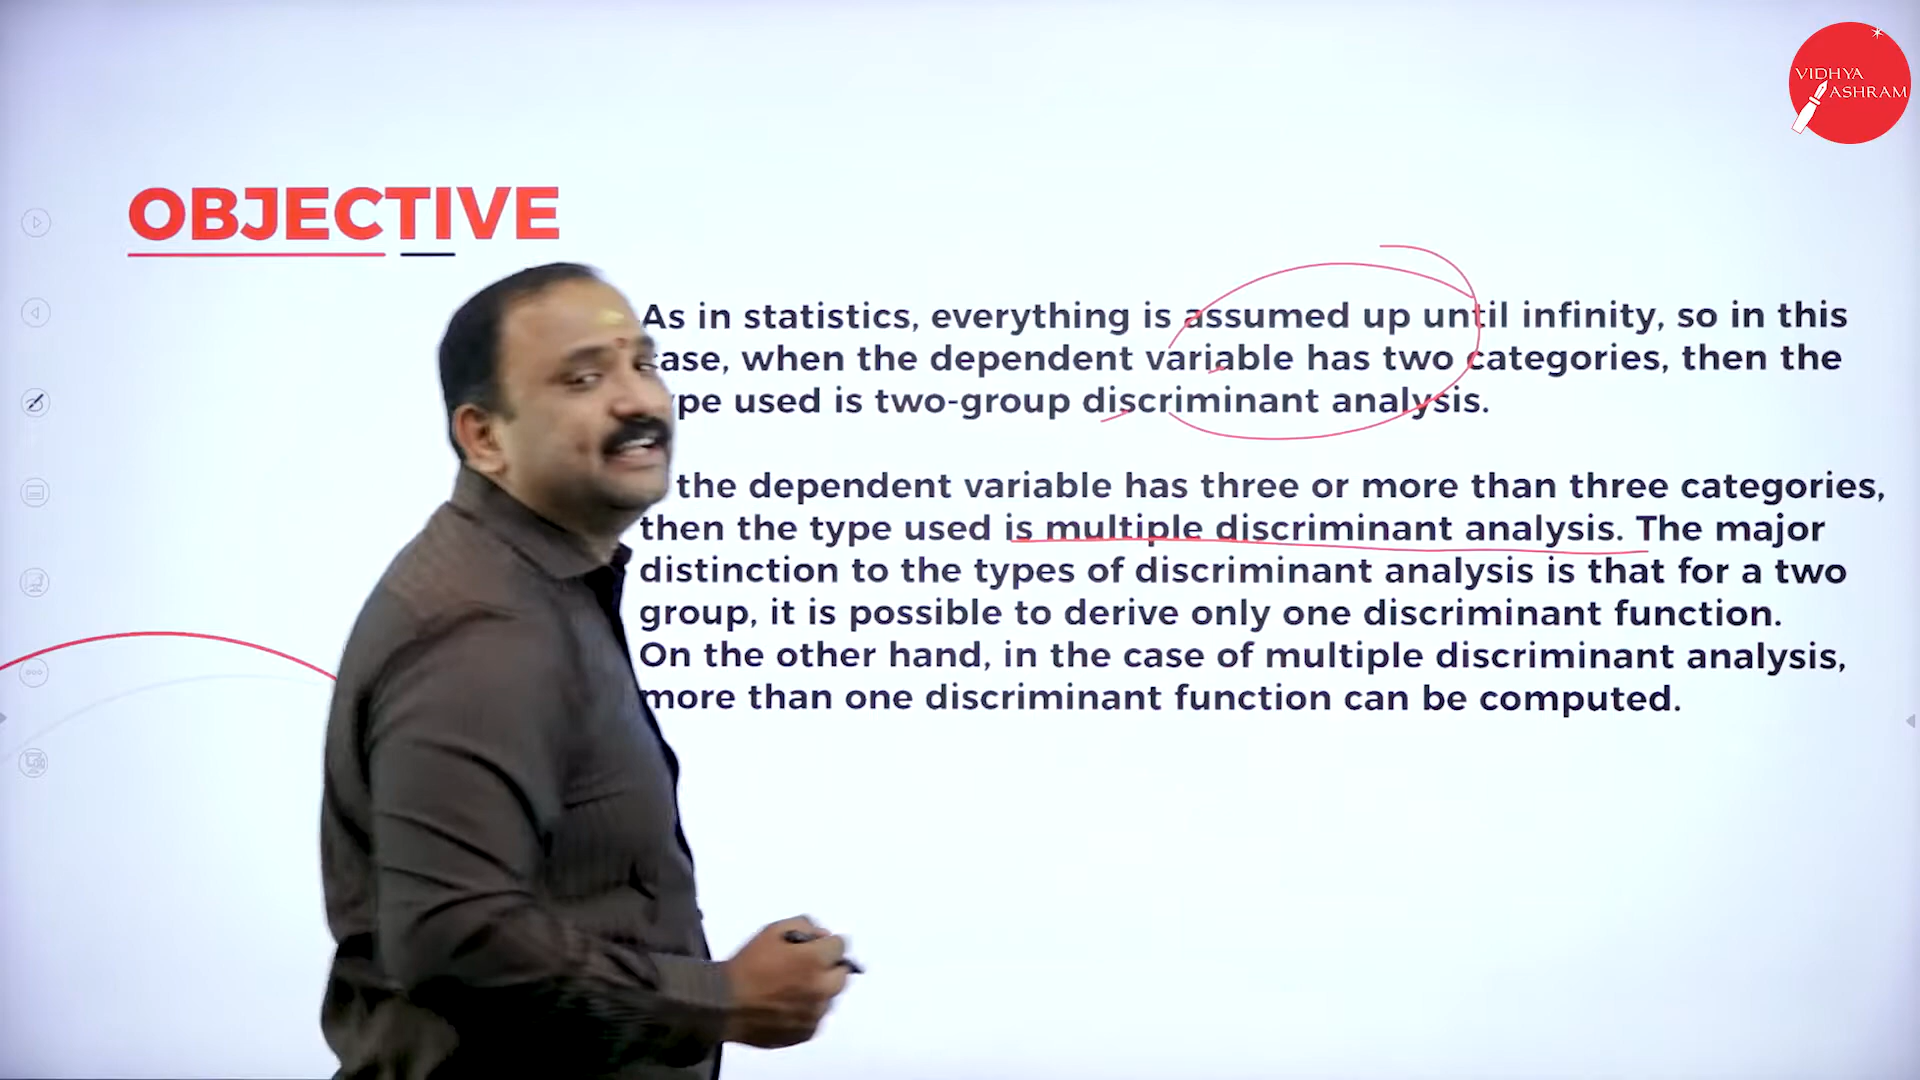 VIDHYA
ASHRAM
OBJECTIVE
As in statistics, everything is assumed up until infinity, so in this
case, when the dependent variable has two categories, then the
type used is two-group discriminant analysis.
the dependent variable has three or more than three categories,
then the type used is multiple discriminant analysis. The major
distinction to the types of discriminant analysis is that for a two
group, it is possible to derive only one discriminant function.
On the other hand, in the case of multiple discriminant analysis,
more than one discriminant function can be computed.